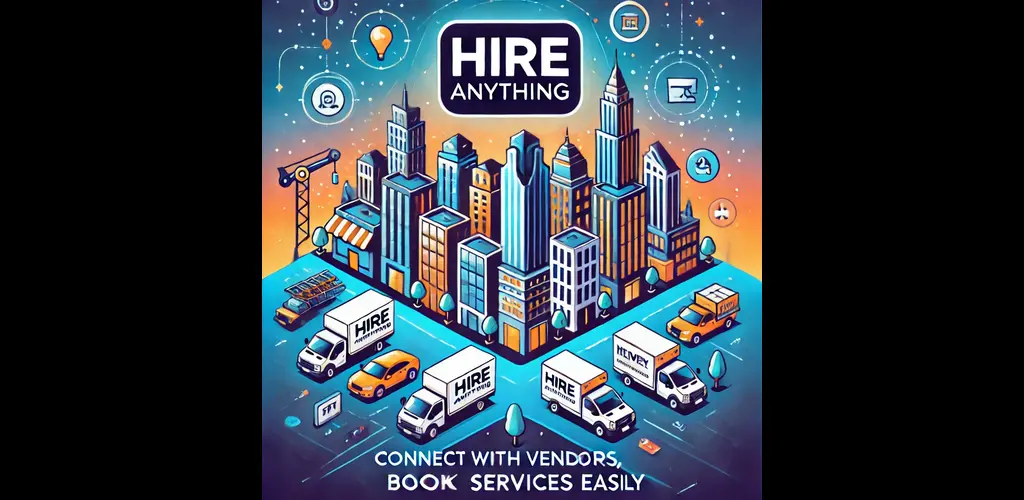 HIRE
ANYTHING
HIRE
HIRE
HIRE
CONNECT WITH VENDORS,
BOOK SERVICES EASILY